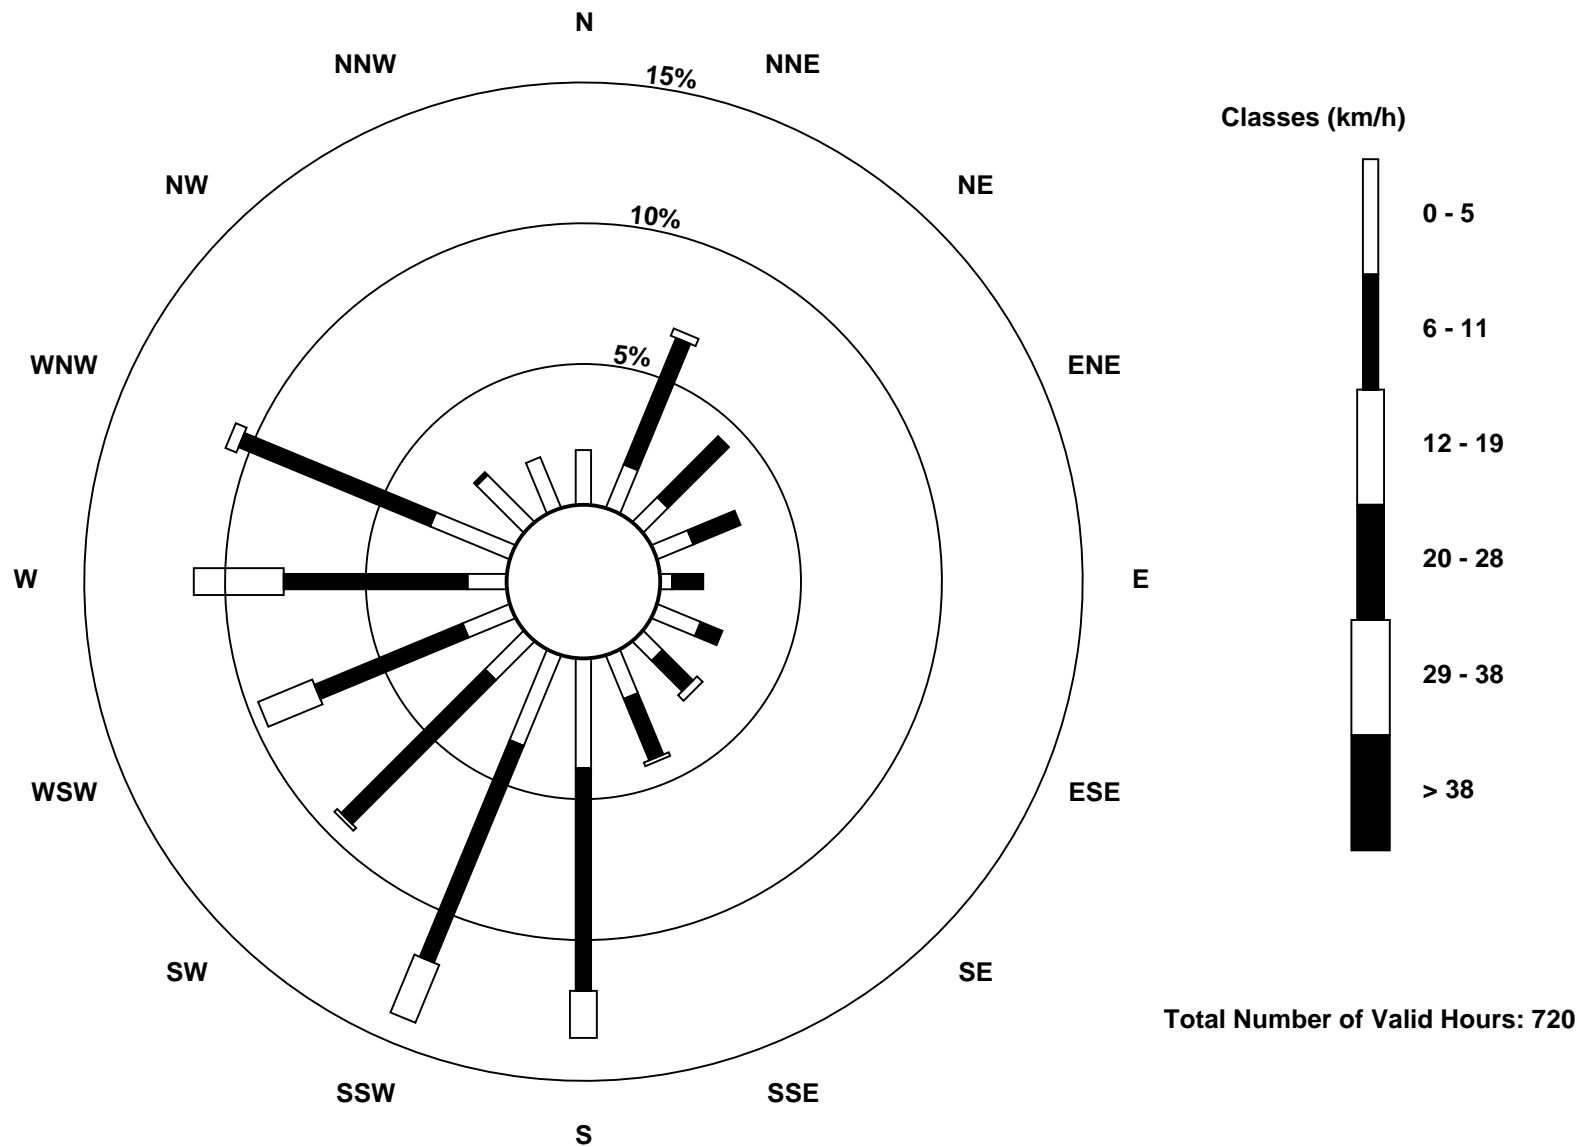 N
NNW
NNE
15%
Classes (km/h)
NW
NE
0 - 5
10%
6 - 11
5%
WNW
ENE
12 - 19
20 - 28
W
E
29 - 38
WSW
ESE
> 38
SW
SE
Total Number of Valid Hours: 720
SSW
SSE
S